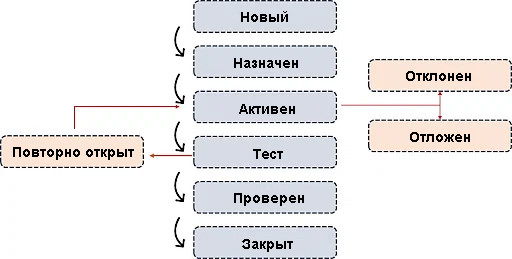 Новый
Назначен
Отклонен
Активен
Отложен
Повторно открыт
Тест
Проверен
Закрыт